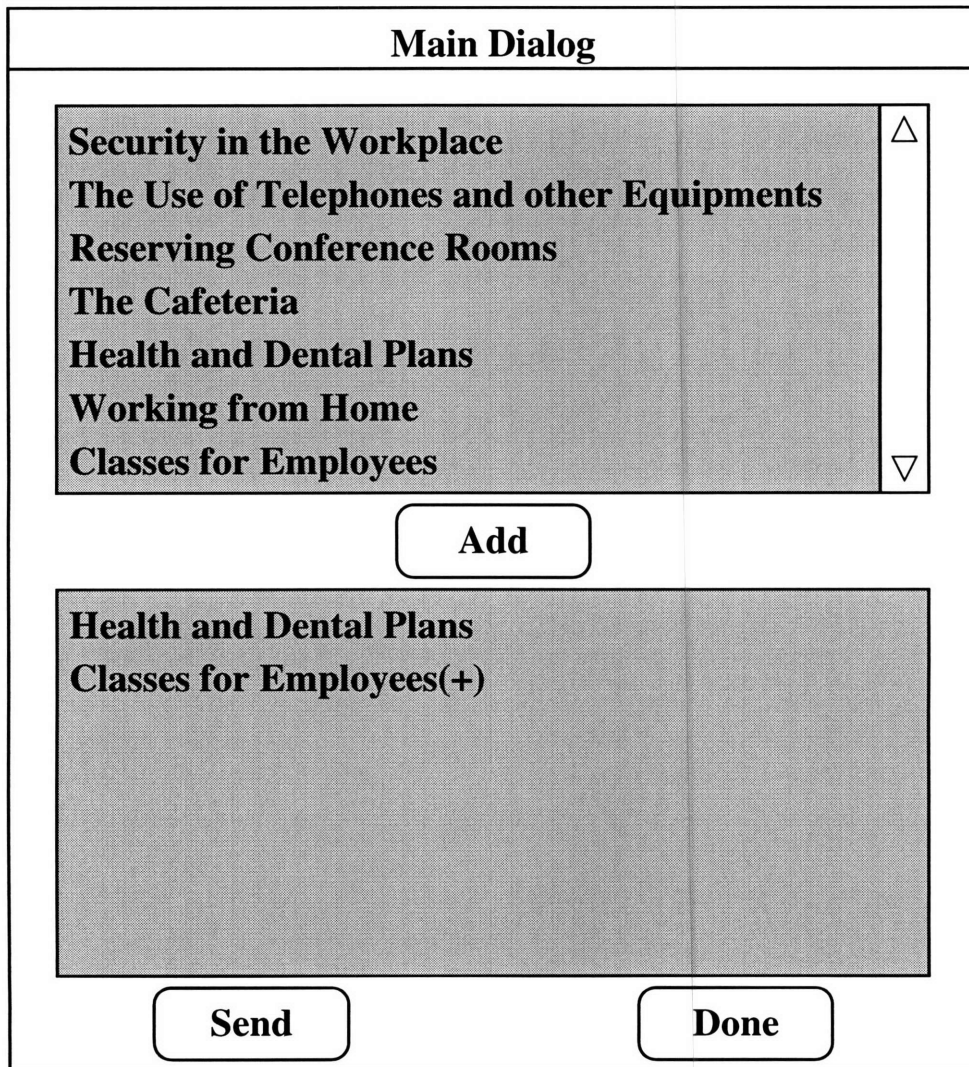 Main Dialog
Security in the Workplace
The Use of Telephones and other Equipments
Reserving Conference Rooms
The Cafeteria
Health and Dental Plans
Working from Home
Classes for Employees
Add
Health and Dental Plans
Classes for Employees(+)
Send
Done